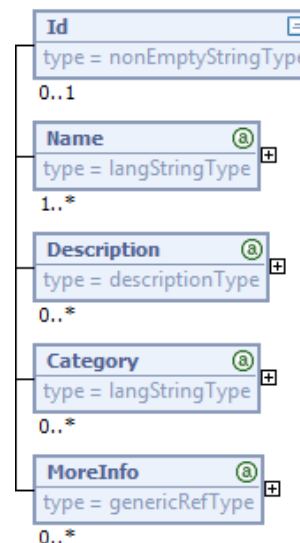 Id
type = nonEmptyStringType
0..1
Name
type = langStringType
1..*
Description
type = descriptionType
0..*
Category
type = langStringType
0..*
MoreInfo
type = genericRefType
0..*